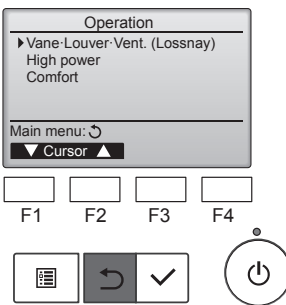 Operation
▶Vane·Louver·Vent. (Lossnay)
High power
Comfort
Main menu:
▼ Cursor ▲
F1 F2 F3 F4